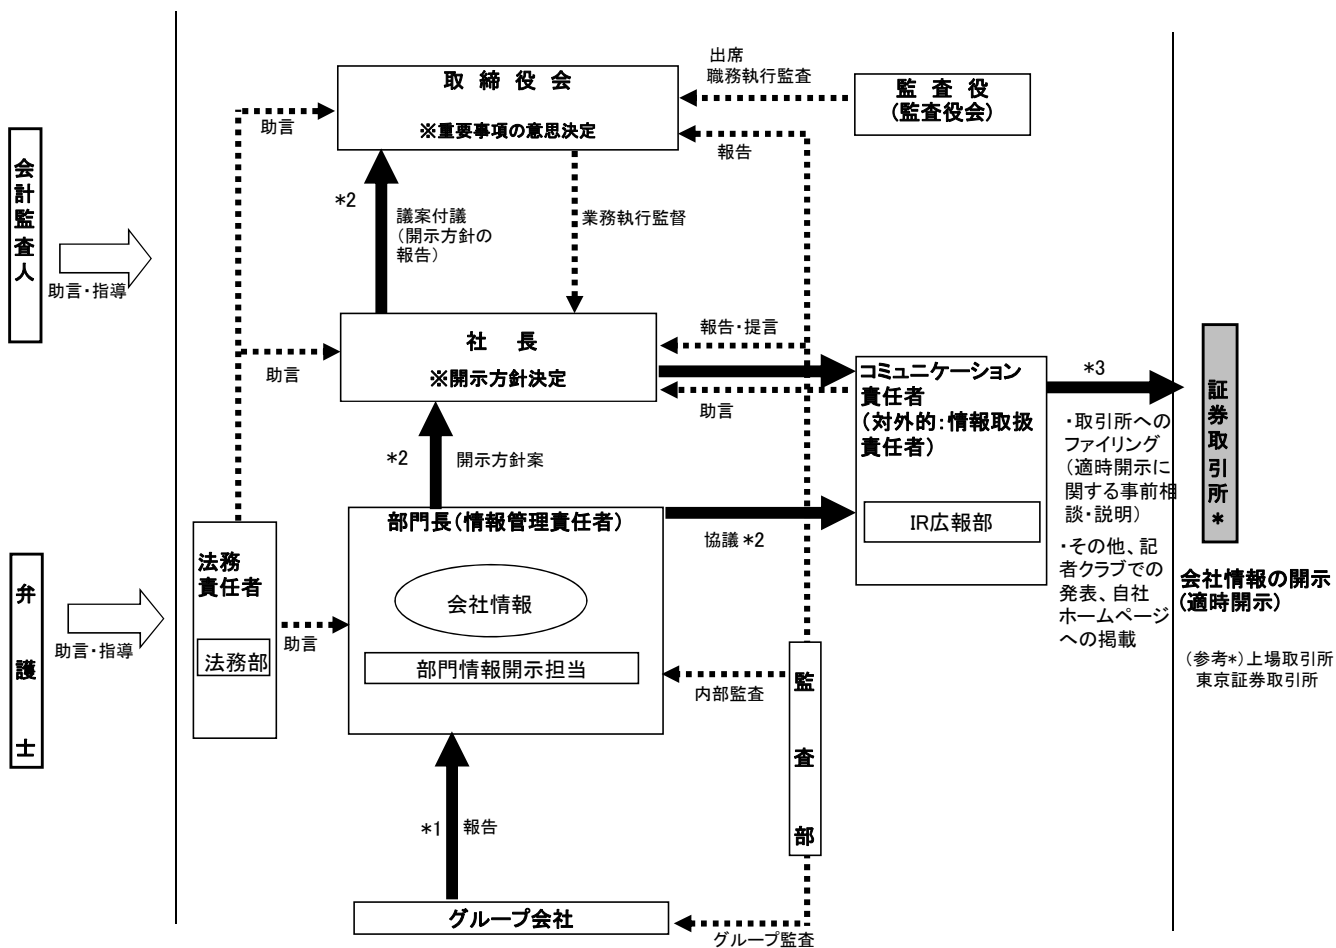 会計監査人
助言・指導
弁護士
助言・指導
取締役会
※重要事項の意思決定
出席
職務執行監査
監査役
(監査役会)
助言
報告
*2
議案付議
(開示方針の
報告)
業務執行監督
社長
※開示方針決定
報告・提言
助言
助言
*2
開示方針案
コミュニケーション
責任者
(対外的:情報取扱
責任者)
IR広報部
*3
・取引所への
ファイリング
(適時開示に
関する事前相
談・説明)
・その他、記
者クラブでの
発表、自社
ホームページ
への掲載
証券取引所*
会社情報の開示
(適時開示)
(参考*)上場取引所
東京証券取引所
部門長(情報管理責任者)
会社情報
部門情報開示担当
協議*2
法務
責任者
法務部
助言
内部監査
監査部
*1
報告
グループ会社
グループ監査